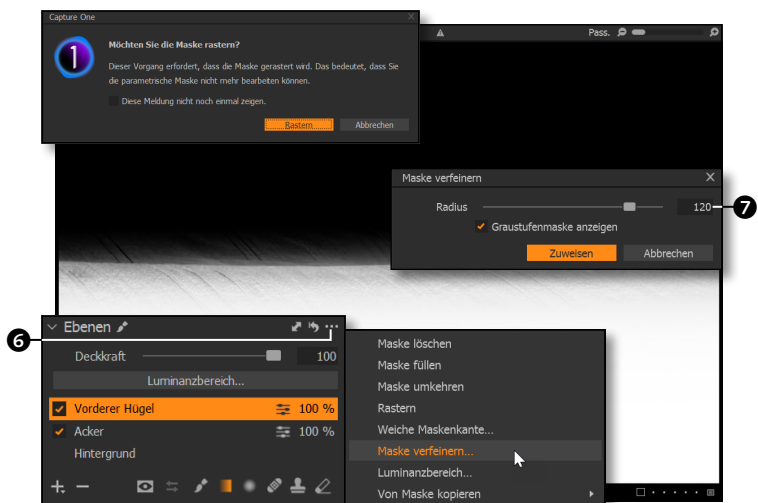 Capture One
Möchten Sie die Maske rastern?
Dieser Vorgang erfordert, dass die Maske gerastert wird. Das bedeutet, dass Sie
die parametrische Maske nicht mehr bearbeiten können.
Diese Meldung nicht noch einmal zeigen.
Rastern
Abbrechen
Pass.
Maske verfeinern
Radius
120
7
Graustufenmaske anzeigen
Zuweisen
Abbrechen
6
Ebenen
Deckkraft
100
Luminanzbereich...
Vorderer Hügel
100 %
Acker
100 %
Hintergrund
Maske löschen
Maske füllen
Maske umkehren
Rastern
Weiche Maskenkante...
Maske verfeinern...
Luminanzbereich...
Von Maske kopieren